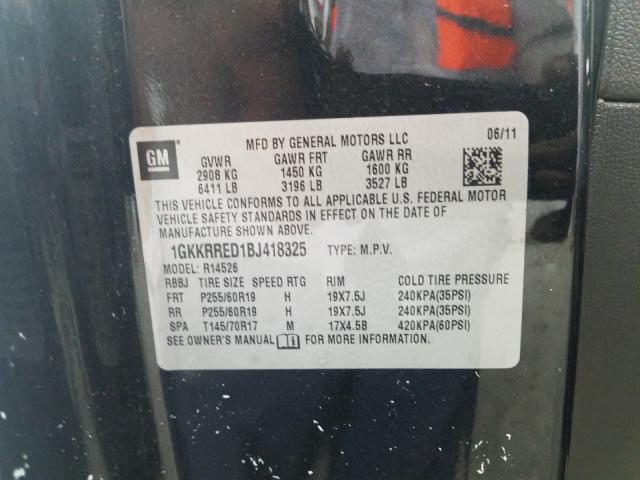 GM
MFD BY GENERAL MOTORS LLC 06/11
GVWR GAWR FRT GAWR RR
2908 KG 1450 KG 1600 KG
6411 LB 3196 LB 3527 LB
THIS VEHICLE CONFORMS TO ALL APPLICABLE U.S. FEDERAL MOTOR
VEHICLE SAFETY STANDARDS IN EFFECT ON THE DATE OF
MANUFACTURE SHOWN ABOVE.
1GKKRRED1BJ418325 TYPE: M.P.V.
MODEL: R14526
RBBJ TIRE SIZE SPEED RTG RIM COLD TIRE PRESSURE
FRT P255/60R19 H 19X7.5J 240KPA(35PSI)
RR P255/60R19 H 19X7.5J 240KPA(35PSI)
SPA T145/70R17 M 17X4.5B 420KPA(60PSI)
SEE OWNER'S MANUAL FOR MORE INFORMATION.